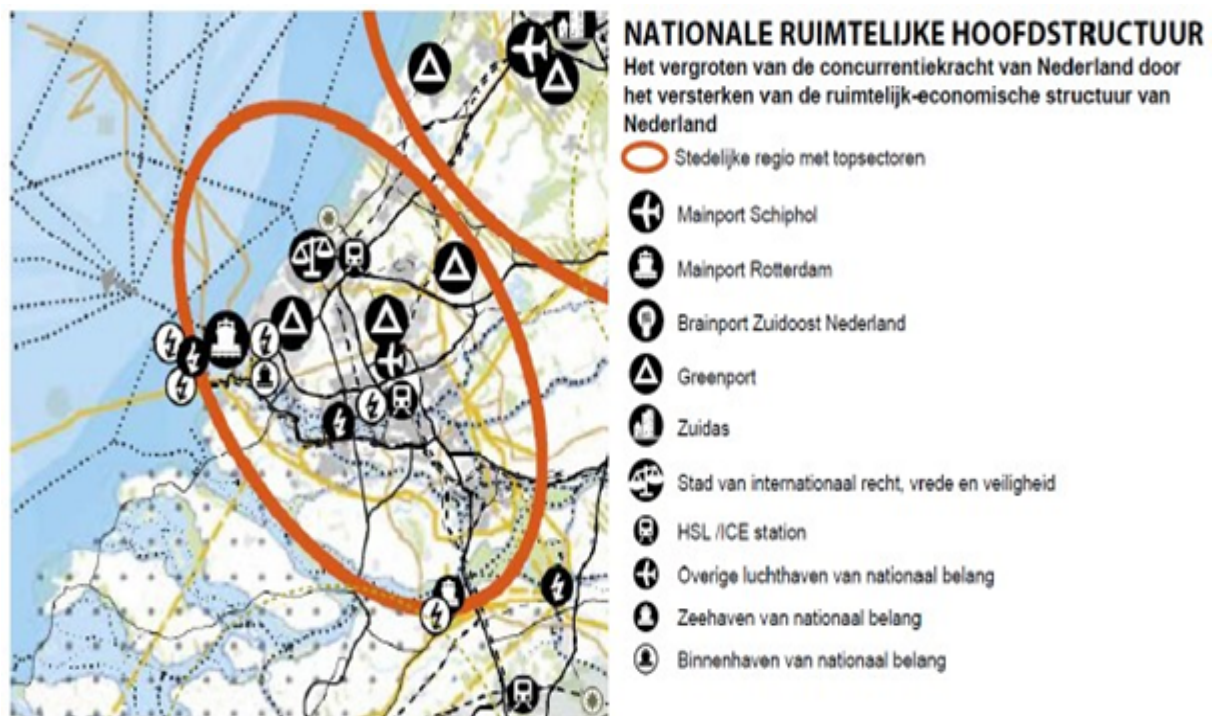 NATIONALE RUIMTELIJKE HOOFDSTRUCTUUR
Het vergroten van de concurrentiekracht van Nederland door
het versterken van de ruimtelijk-economische structuur van
Nederland
Stedelijke regio met topsectoren
Mainport Schiphol
Mainport Rotterdam
Brainport Zuidoost Nederland
Greenport
Zuidas
Stad van internationaal recht, vrede en veiligheid
HSL /ICE station
Overige luchthaven van nationaal belang
Zeehaven van nationaal belang
Binnenhaven van nationaal belang